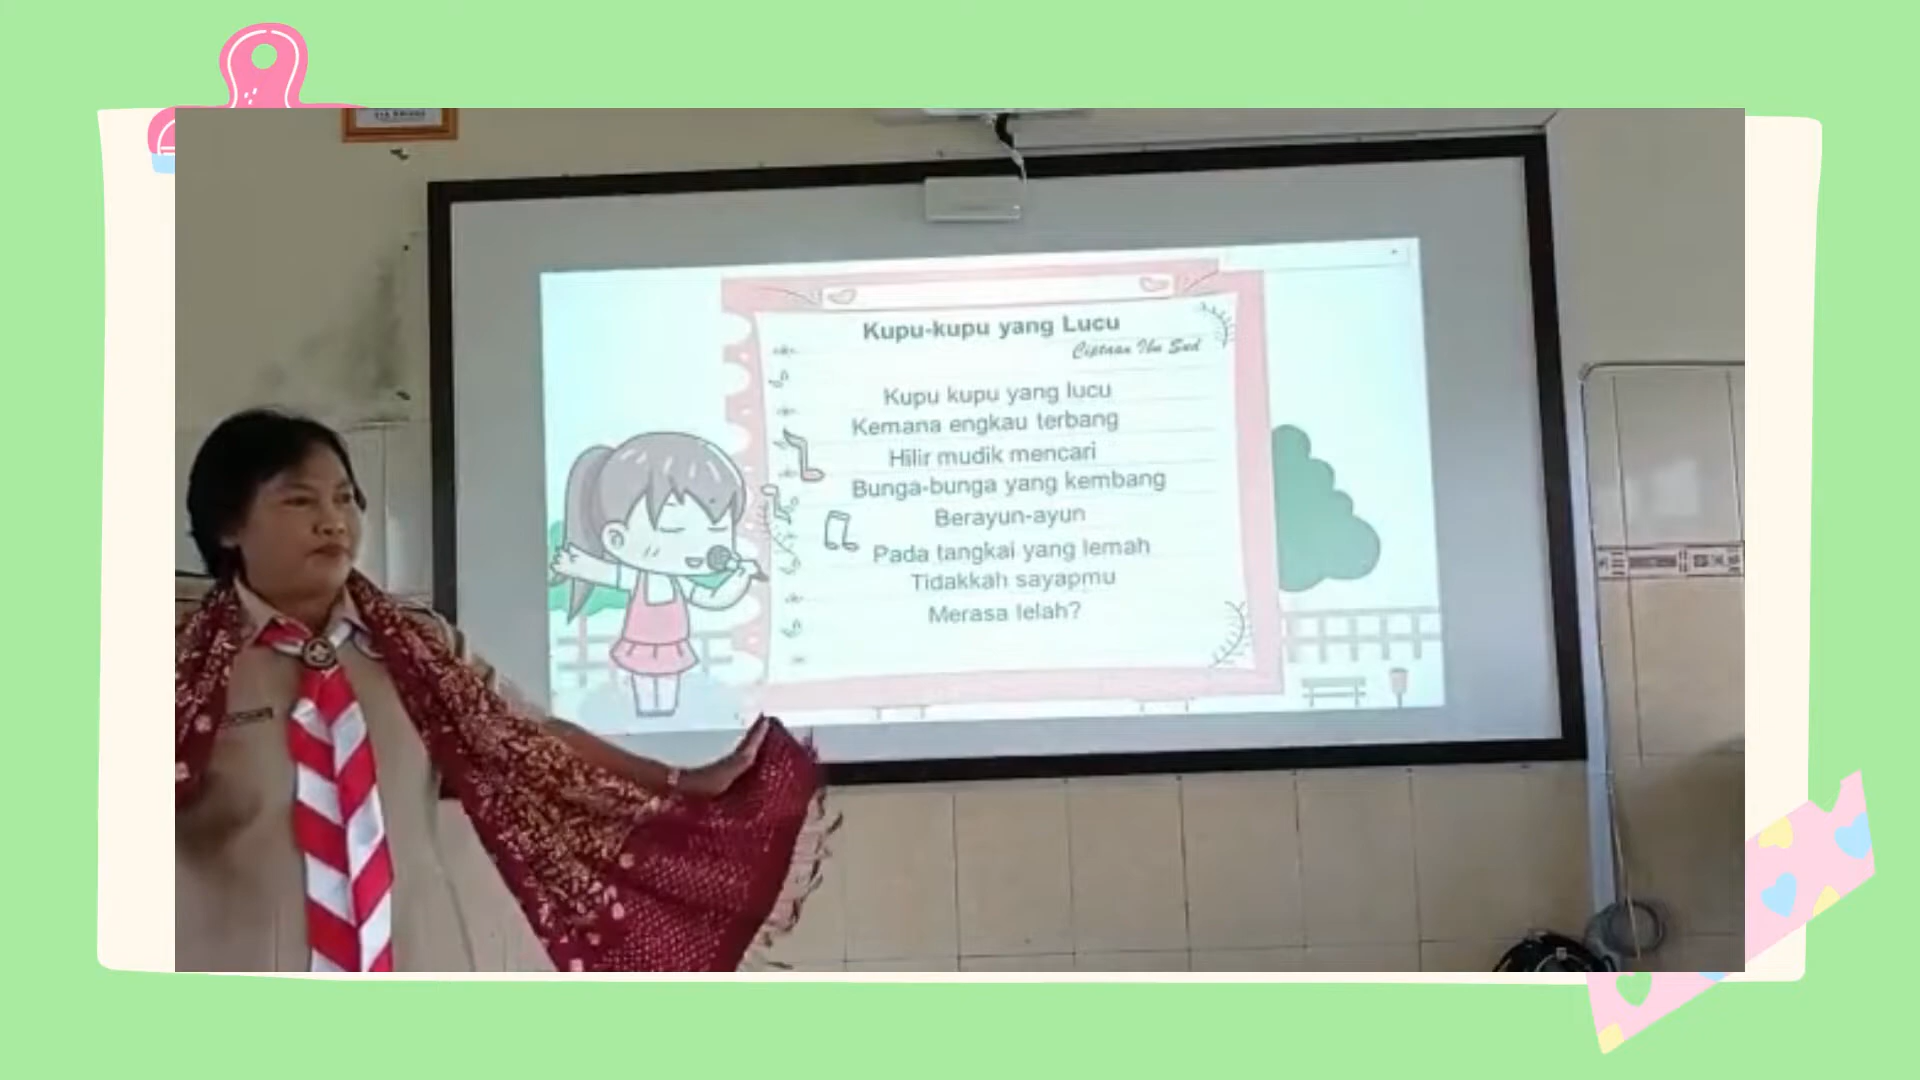 Kupu-kupu yang Lucu
Ciptaan Ibu Sud
Kupu kupu yang lucu
Kemana engkau terbang
Hilir mudik mencari
Bunga-bunga yang kembang
Berayun-ayun
Pada tangkai yang lemah
Tidakkah sayapmu
Merasa lelah?